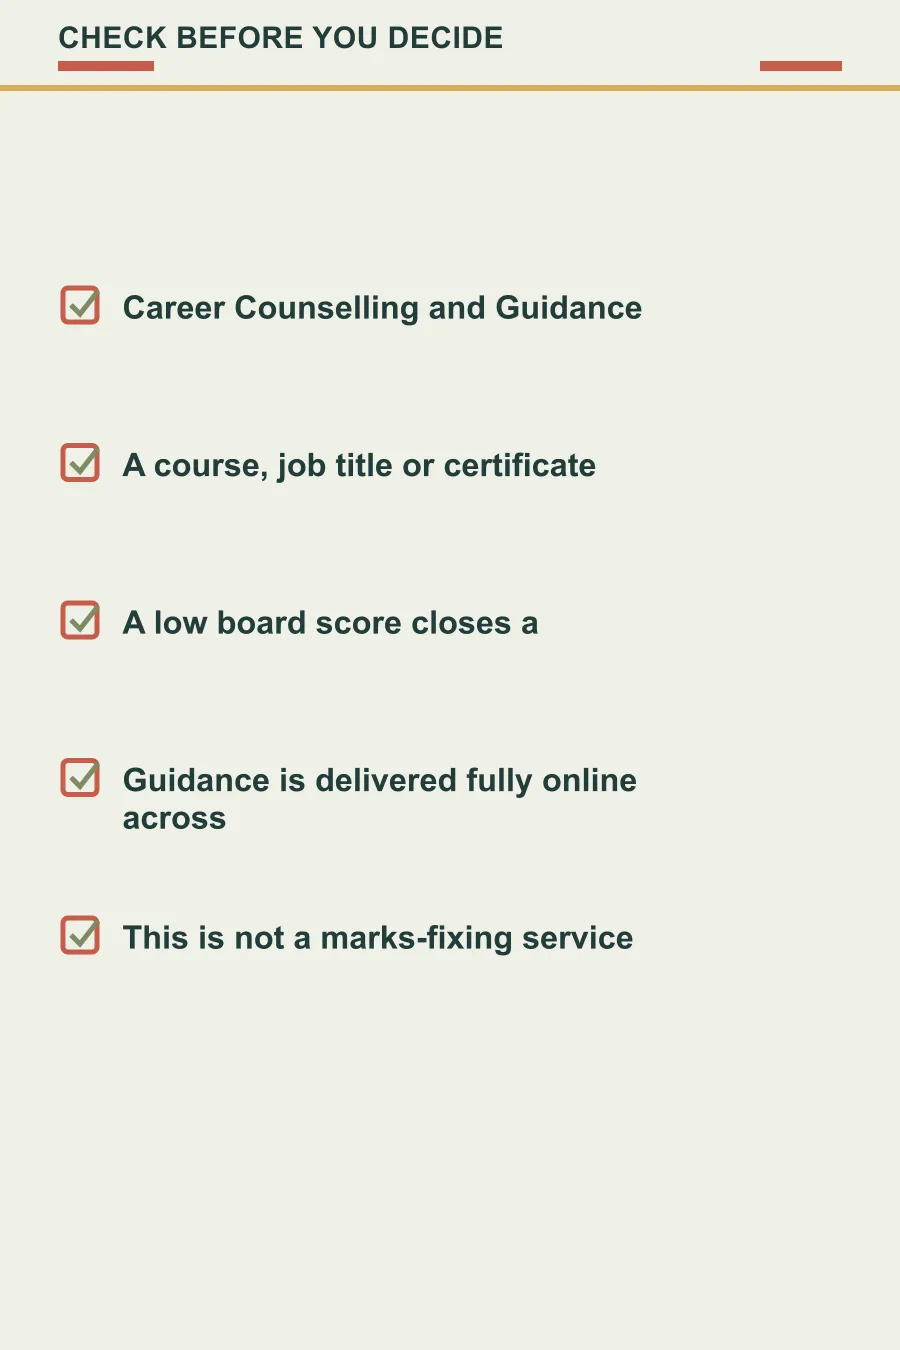 CHECK BEFORE YOU DECIDE
Career Counselling and Guidance
A course, job title or certificate
A low board score closes a
Guidance is delivered fully online
across
This is not a marks-fixing service